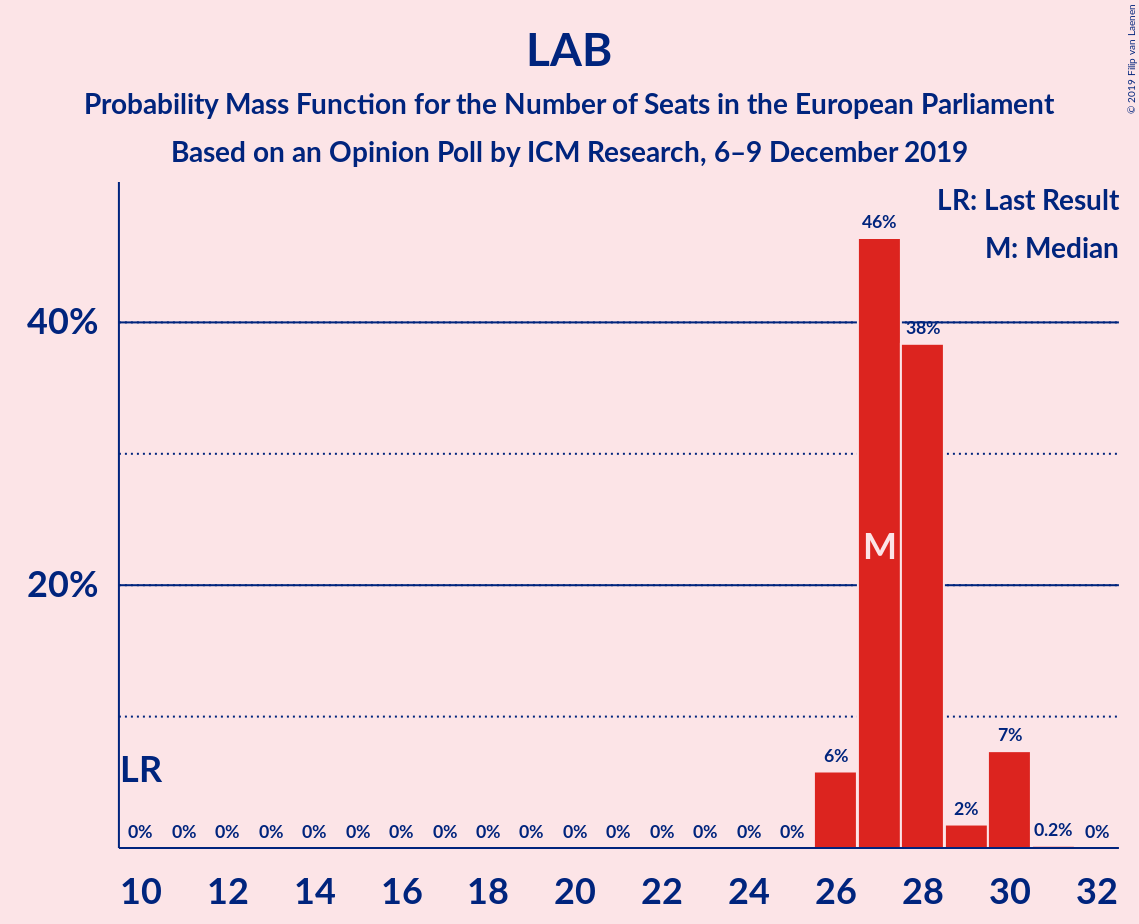 LAB
Probability Mass Function for the Number of Seats in the European Parliament
Based on an Opinion Poll by ICM Research, 6–9 December 2019
© 2019 Filip van Laenen
LR: Last Result
M: Median
46%
40%
38%
M
20%
7%
6%
LR
2%
0% 0% 0% 0% 0% 0% 0% 0% 0% 0% 0% 0% 0% 0% 0% 0% 0.2% 0%
10 12 14 16 18 20 22 24 26 28 30 32